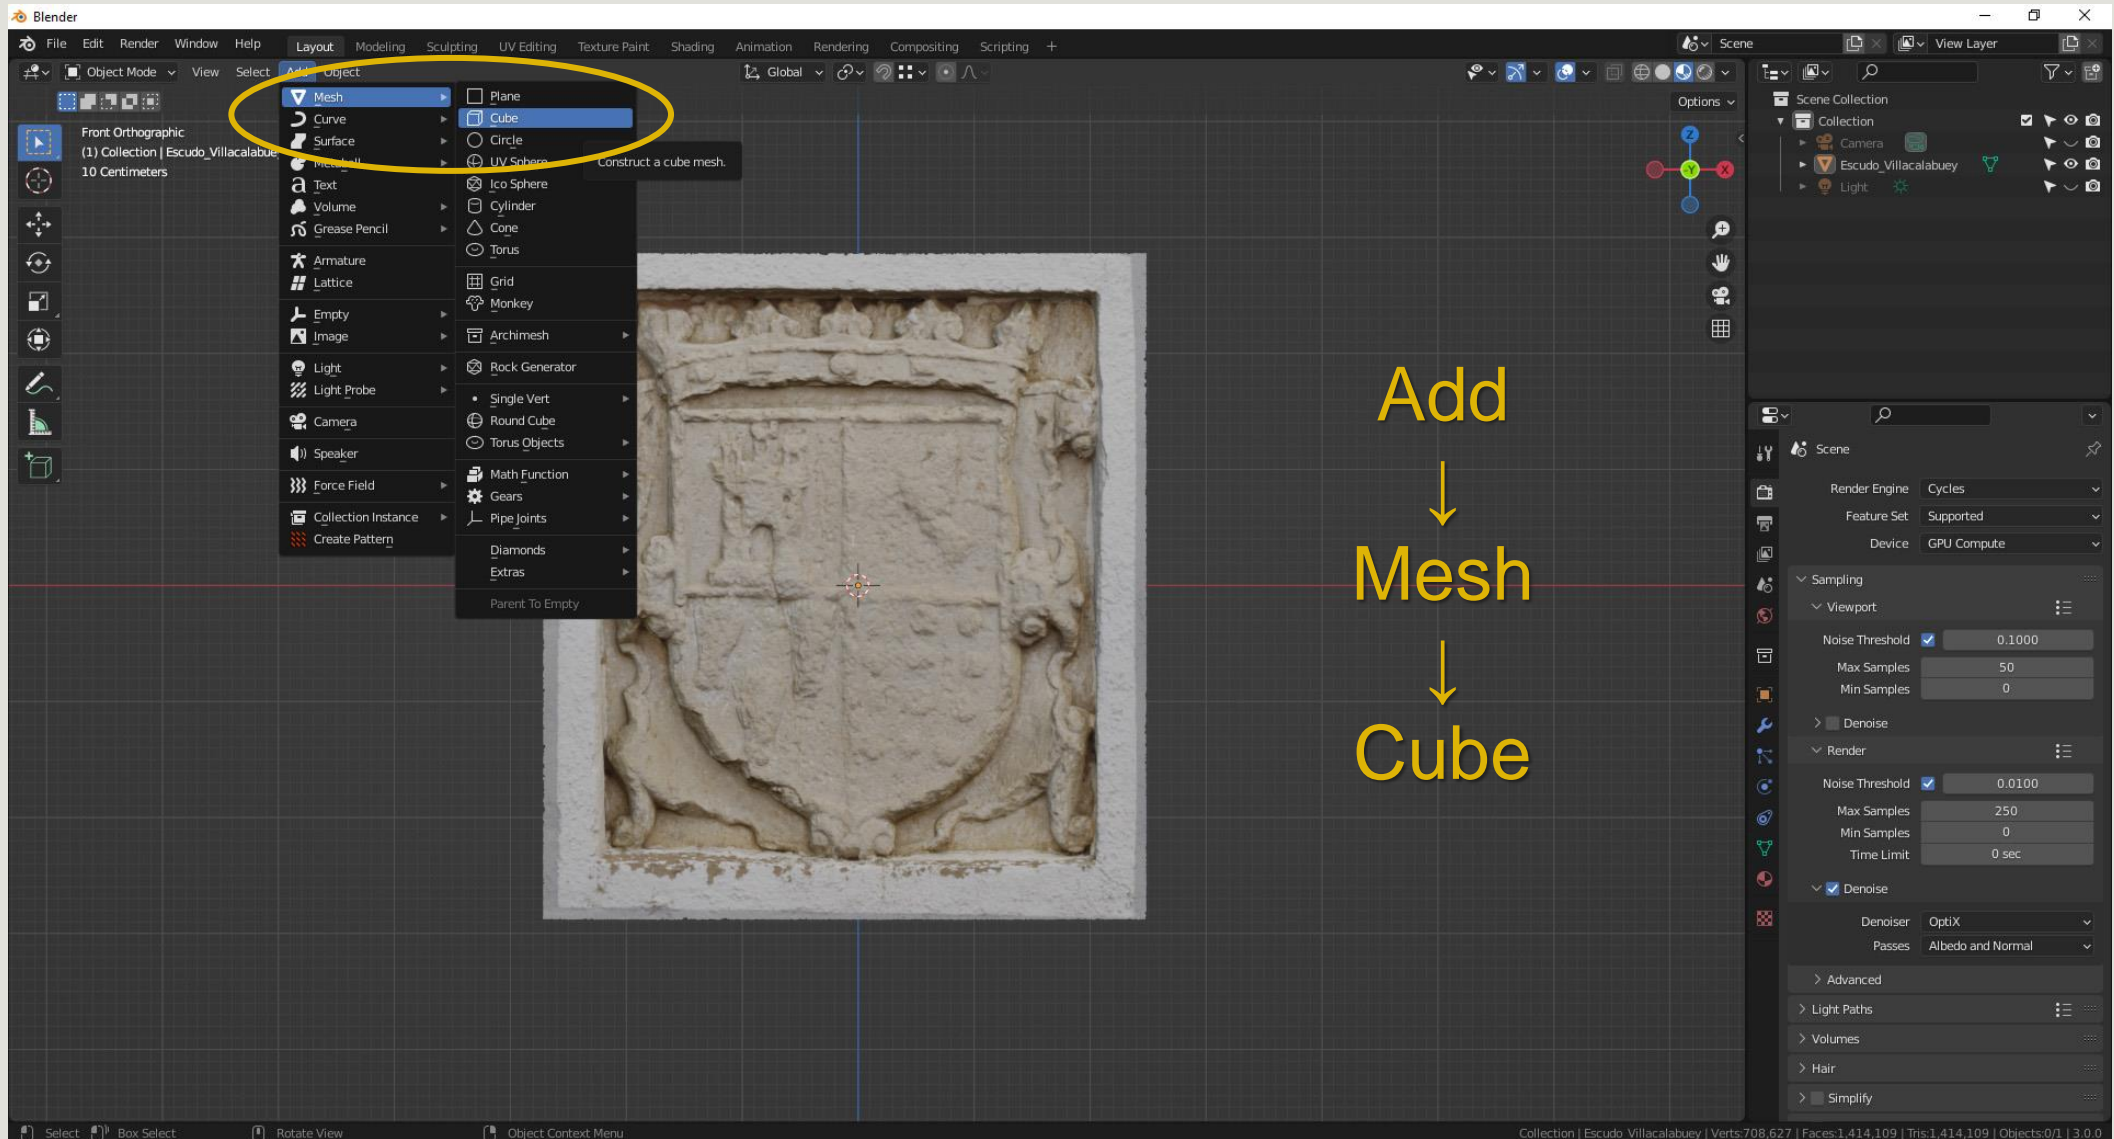 Blender
File Edit Render Window Help Layout Modeling Sculpting UV Editing Texture Paint Shading Animation Rendering Compositing Scripting + Scene View Layer
Object Mode View Select Add Object Global
Options
Front Orthographic
(1) Collection | Escudo_Villacalabuey
10 Centimeters
Mesh
Curve
Surface
Metaball
Text
Volume
Grease Pencil
Armature
Lattice
Empty
Image
Light
Light Probe
Camera
Speaker
Force Field
Collection Instance
Create Pattern
Plane
Cube
Circle
UV Sphere
Ico Sphere
Cylinder
Cone
Torus
Grid
Monkey
Archimesh
Rock Generator
Single Vert
Round Cube
Torus Objects
Math Function
Gears
Pipe Joints
Diamonds
Extras
Parent To Empty
Construct a cube mesh.
Z
-Y X
Add
↓
Mesh
↓
Cube
Scene Collection
Collection
Camera
Escudo_Villacalabuey
Light
Scene
Render Engine Cycles
Feature Set Supported
Device GPU Compute
Sampling
Viewport
Noise Threshold 0.1000
Max Samples 50
Min Samples 0
Denoise
Render
Noise Threshold 0.0100
Max Samples 250
Min Samples 0
Time Limit 0 sec
Denoise
Denoiser OptiX
Passes Albedo and Normal
Advanced
Light Paths
Volumes
Hair
Simplify
Select Box Select Rotate View Object Context Menu Collection | Escudo_Villacalabuey | Verts:708,627 | Faces:1,414,109 | Tris:1,414,109 | Objects:0/1 | 3.0.0